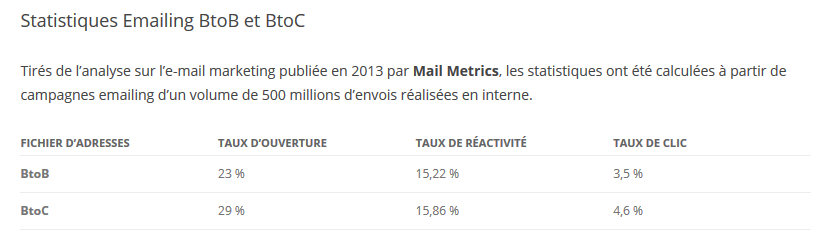 Statistiques Emailing BtoB et BtoC
Tirés de l'analyse sur l'e-mail marketing publiée en 2013 par Mail Metrics, les statistiques ont été calculées à partir de
campagnes emailing d'un volume de 500 millions d'envois réalisées en interne.
FICHIER D'ADRESSES TAUX D'OUVERTURE TAUX DE RÉACTIVITÉ TAUX DE CLIC
BtoB 23 % 15,22 % 3,5 %
BtoC 29 % 15,86 % 4,6 %